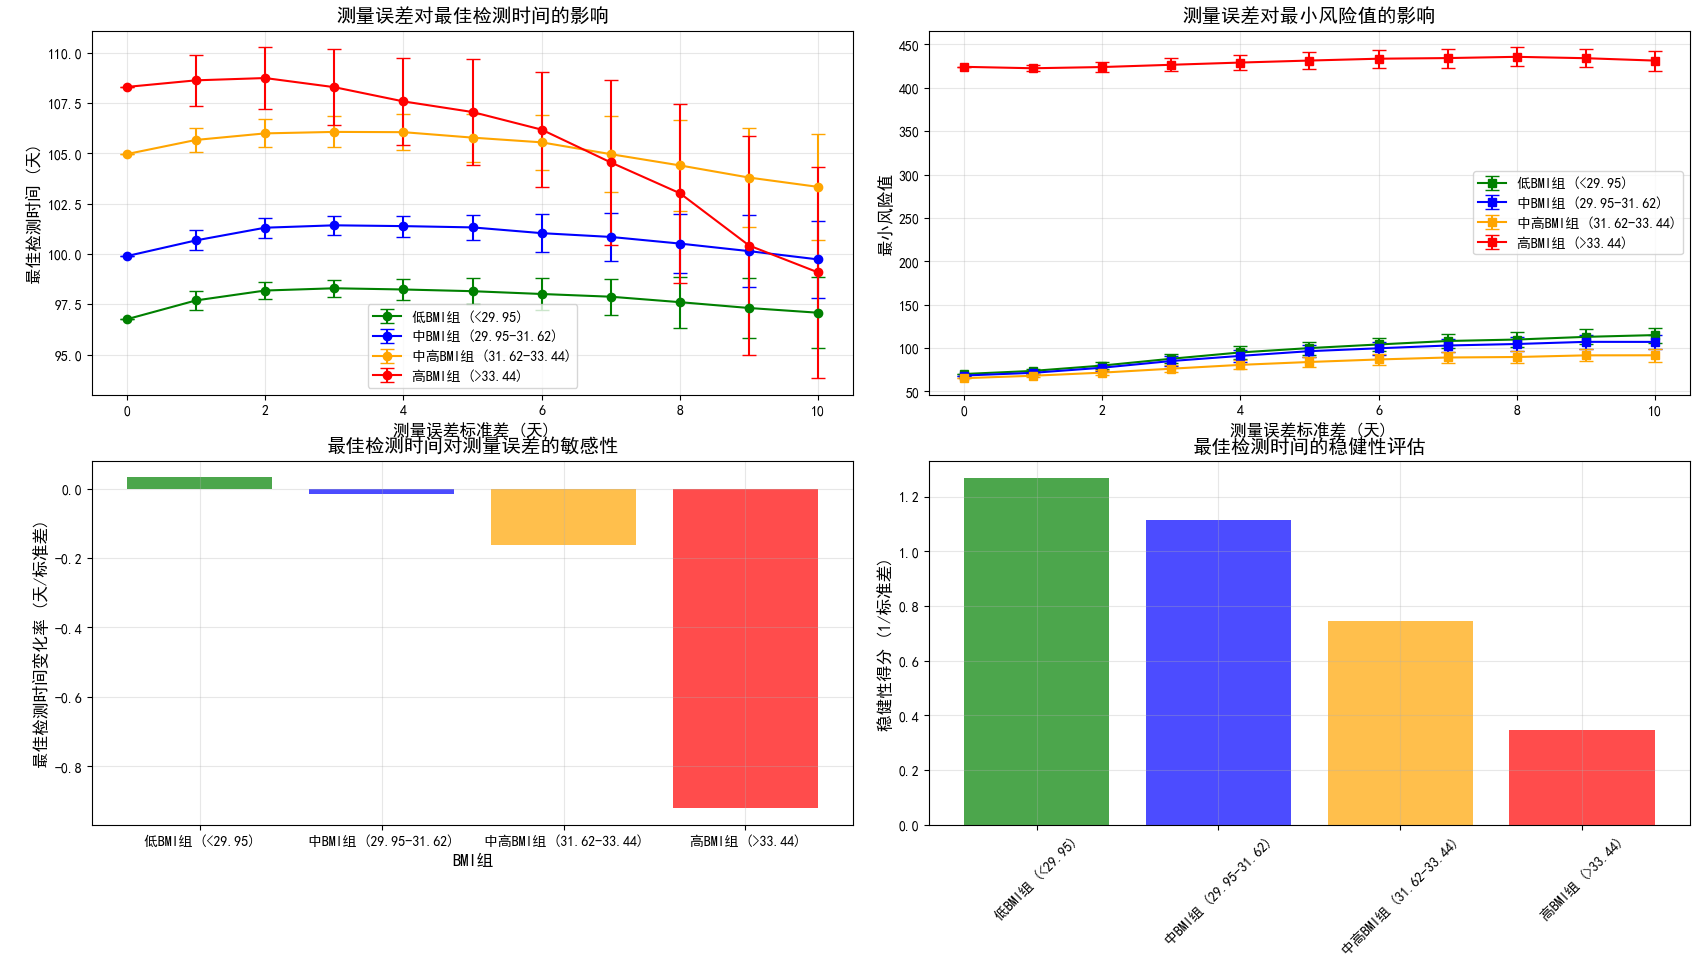 测量误差对最佳检测时间的影响
最佳检测时间 (天)
110.0
107.5
105.0
102.5
100.0
97.5
95.0
低BMI组 (<29.95)
中BMI组 (29.95-31.62)
中高BMI组 (31.62-33.44)
高BMI组 (>33.44)
0 2 4 6 8 10
测量误差标准差 (天)
测量误差对最小风险值的影响
最小风险值
450
400
350
300
250
200
150
100
50
低BMI组 (<29.95)
中BMI组 (29.95-31.62)
中高BMI组 (31.62-33.44)
高BMI组 (>33.44)
0 2 4 6 8 10
测量误差标准差 (天)
最佳检测时间对测量误差的敏感性
最佳检测时间变化率 (天/标准差)
0.0
−0.2
−0.4
−0.6
−0.8
低BMI组 (<29.95) 中BMI组 (29.95-31.62) 中高BMI组 (31.62-33.44) 高BMI组 (>33.44)
BMI组
最佳检测时间的稳健性评估
稳健性得分 (1/标准差)
1.2
1.0
0.8
0.6
0.4
0.2
0.0
低BMI组 (<29.95)
中BMI组 (29.95-31.62)
中高BMI组 (31.62-33.44)
高BMI组 (>33.44)